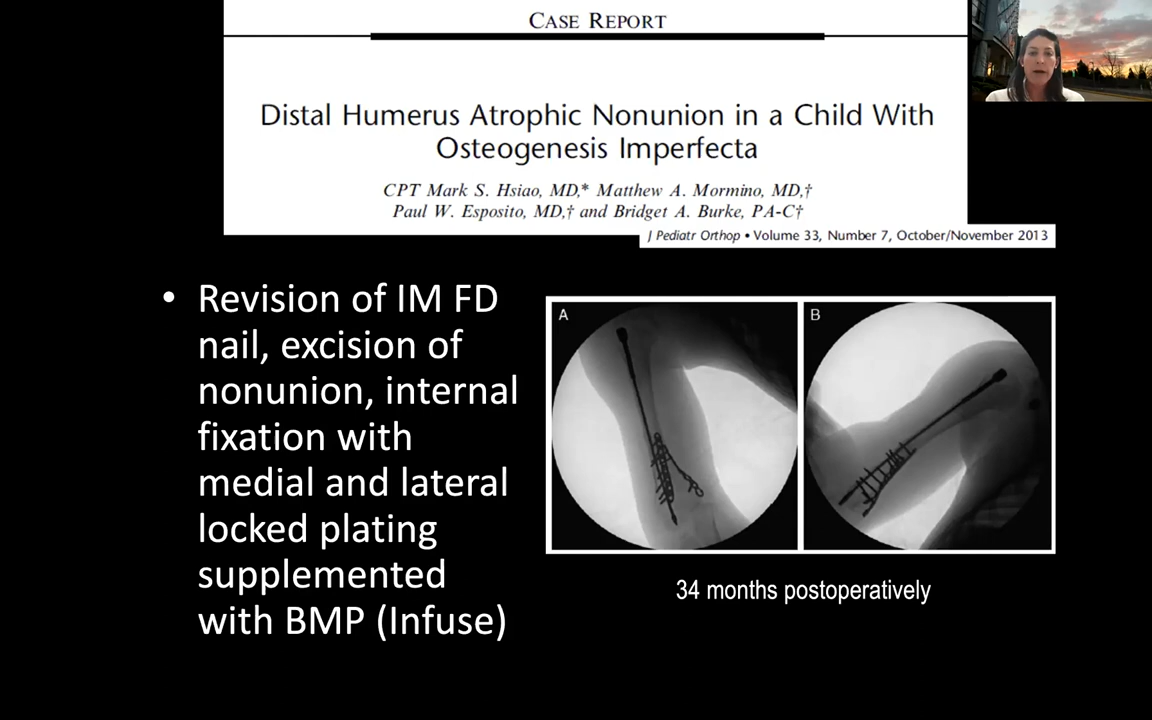 CASE REPORT
Distal Humerus Atrophic Nonunion in a Child With
Osteogenesis Imperfecta
CPT Mark S. Hsiao, MD,* Matthew A. Mormino, MD,†
Paul W. Esposito, MD,† and Bridget A. Burke, PA-C†
J Pediatr Orthop • Volume 33, Number 7, October/November 2013
• Revision of IM FD
nail, excision of
nonunion, internal
fixation with
medial and lateral
locked plating
supplemented
with BMP (Infuse)
A
B
34 months postoperatively